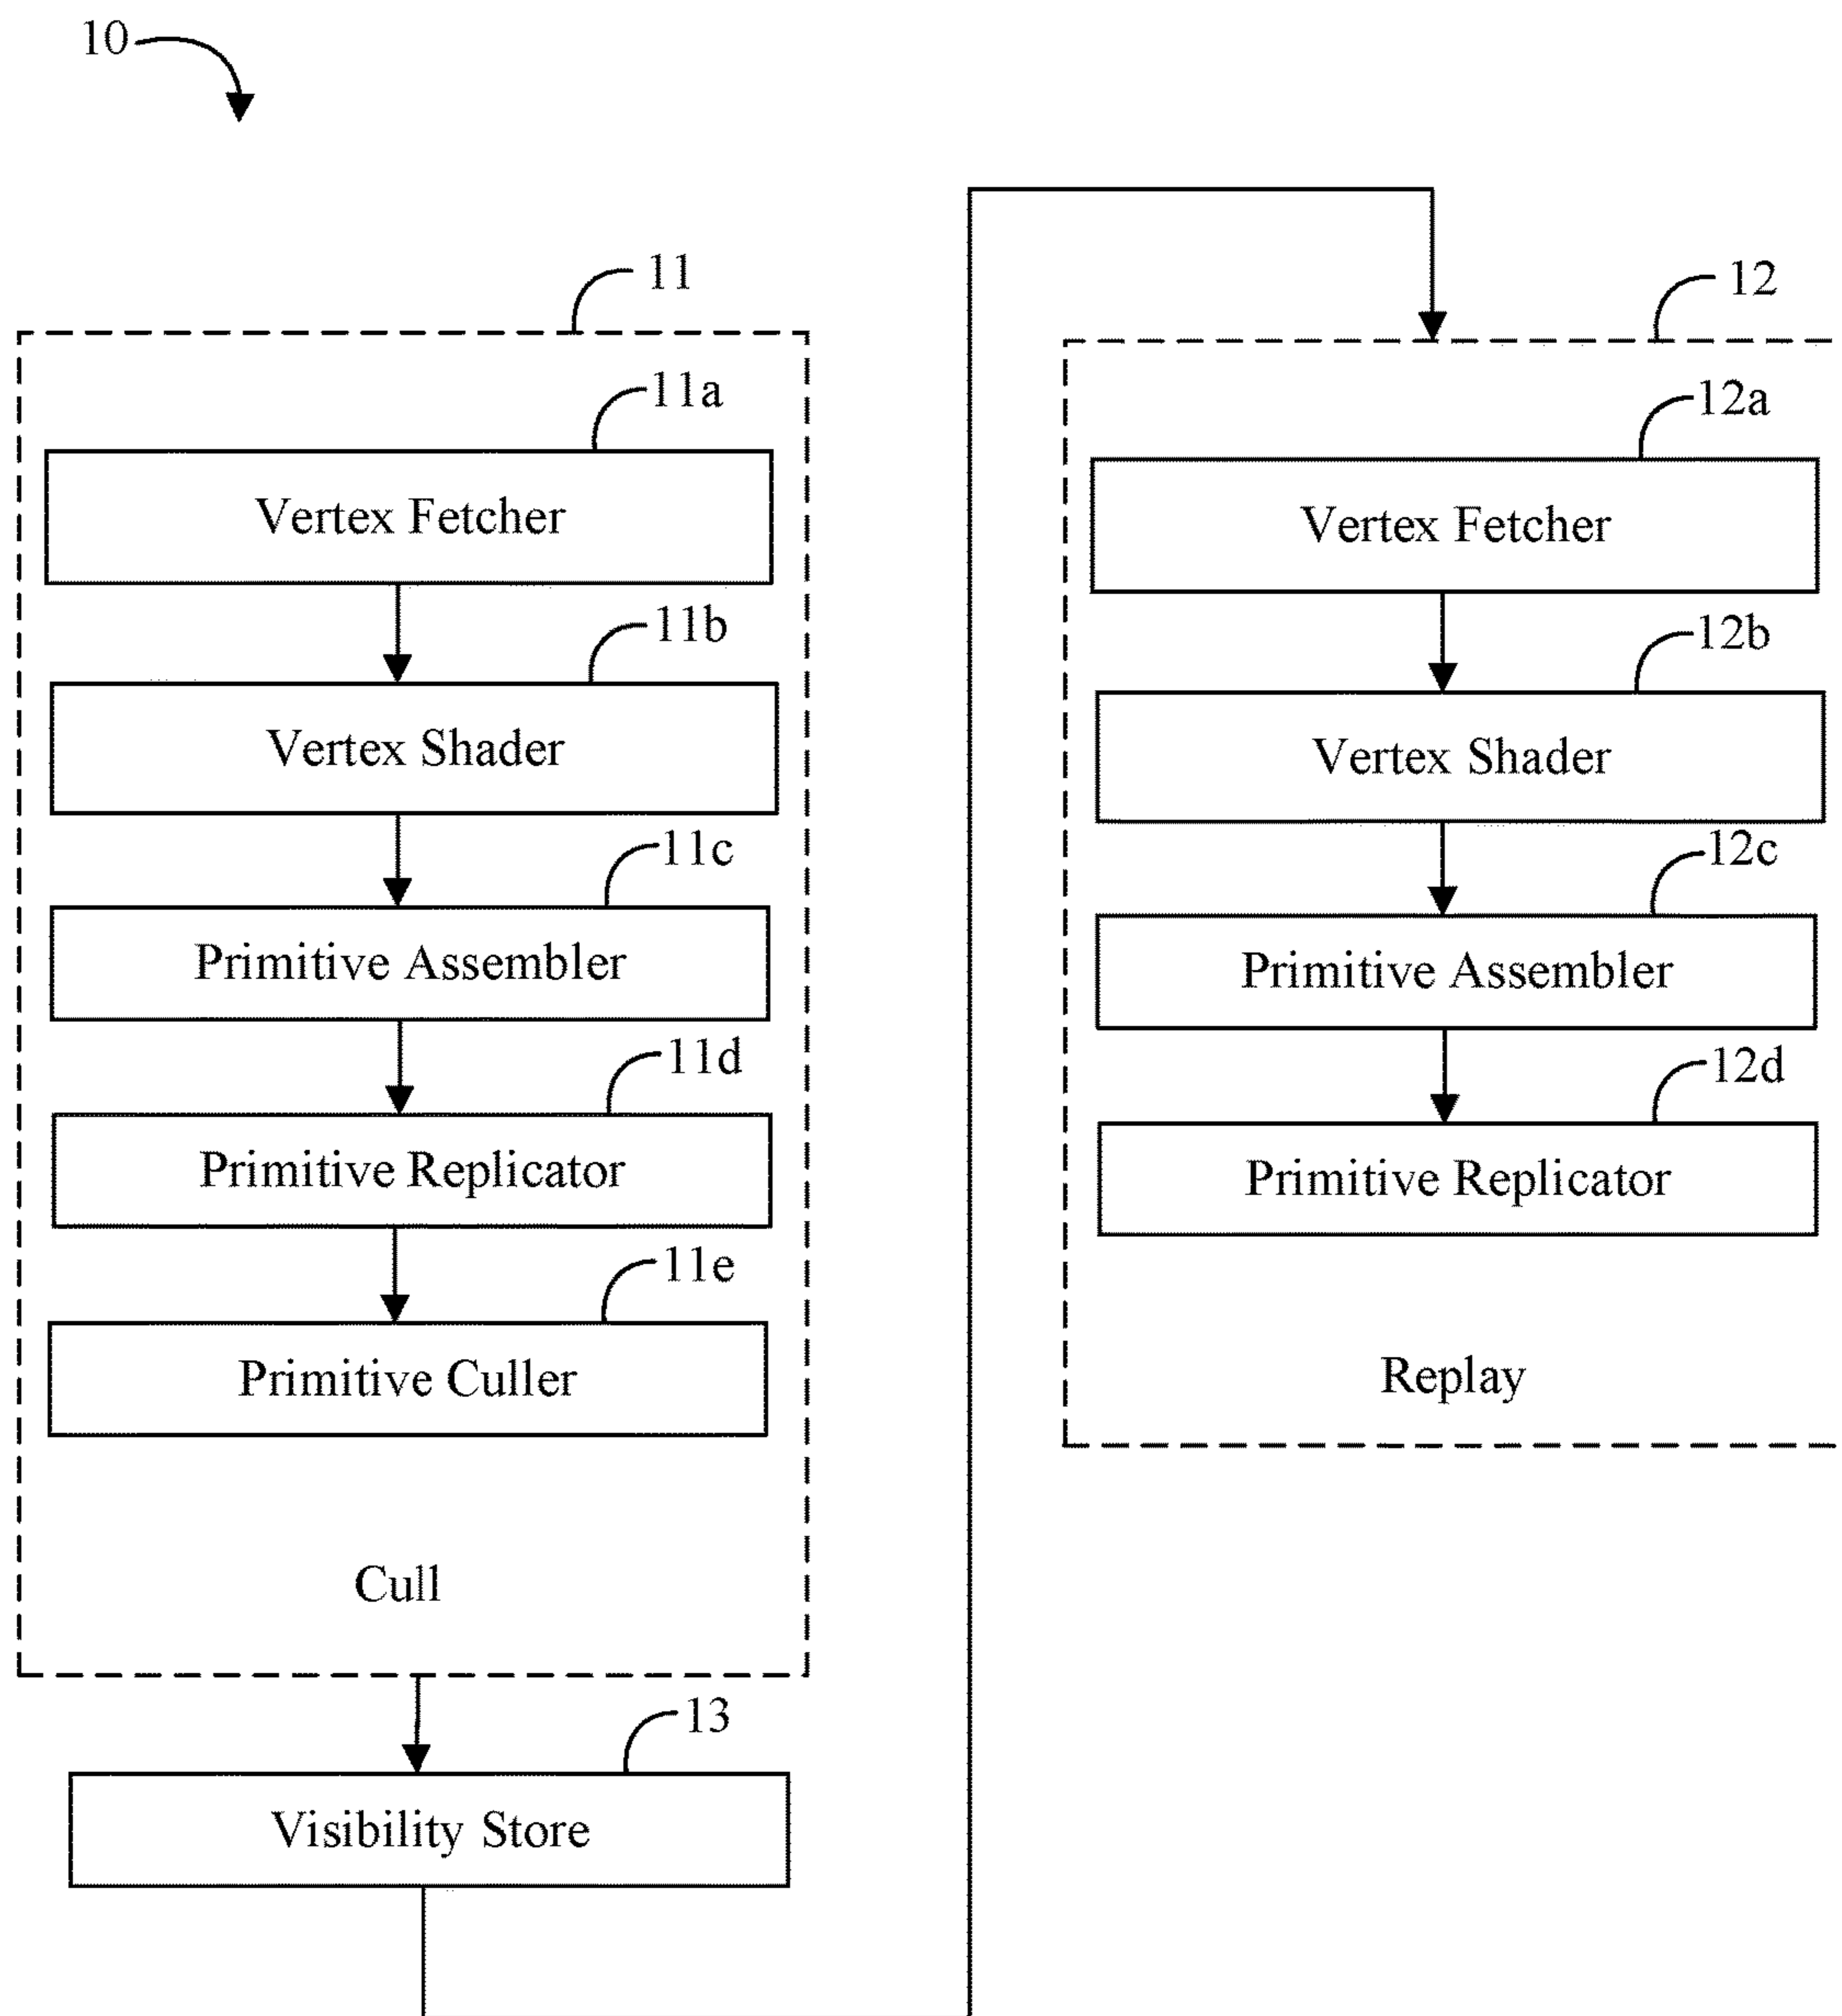 10
11
11a
Vertex Fetcher
11b
Vertex Shader
11c
Primitive Assembler
11d
Primitive Replicator
11e
Primitive Culler
Cull
13
Visibility Store
12
12a
Vertex Fetcher
12b
Vertex Shader
12c
Primitive Assembler
12d
Primitive Replicator
Replay